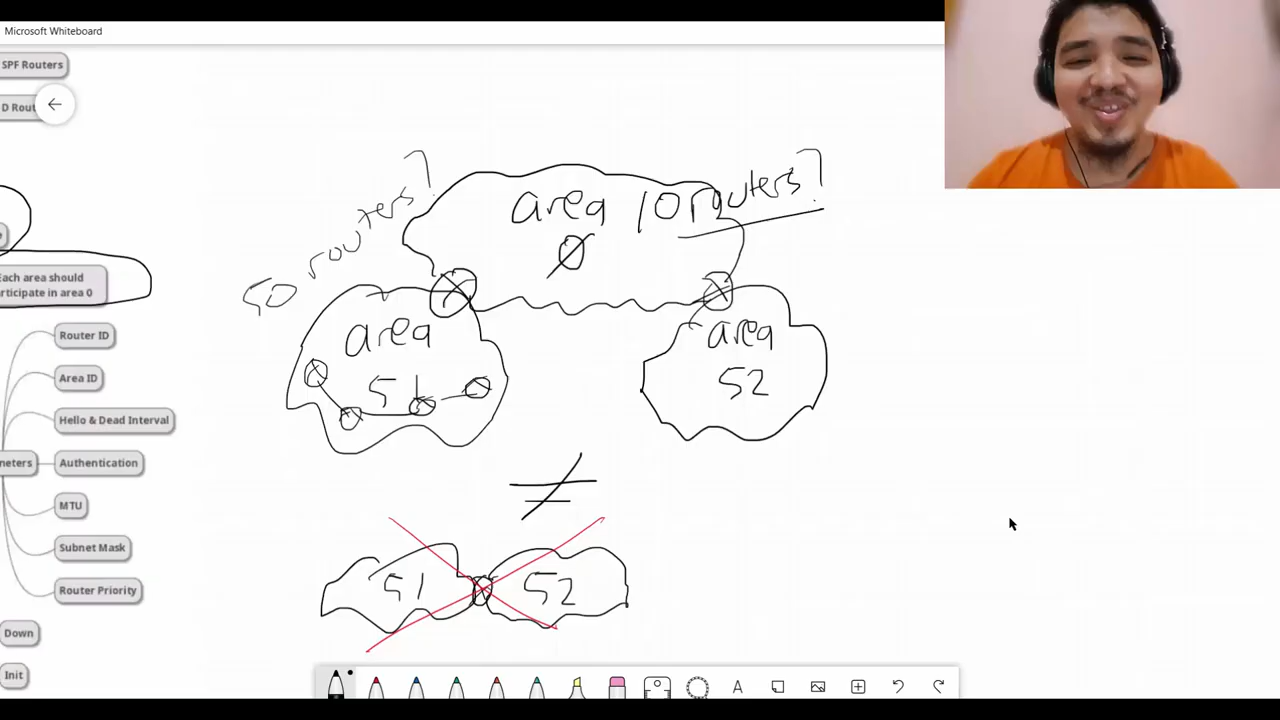 Microsoft Whiteboard
SPF Routers
D Rout
Each area should
rticipate in area 0
Router ID
Area ID
Hello & Dead Interval
meters
Authentication
MTU
Subnet Mask
Router Priority
Down
Init
50 routers?
area
0
10 routers?
area
51
area
52
≠
51
52
A